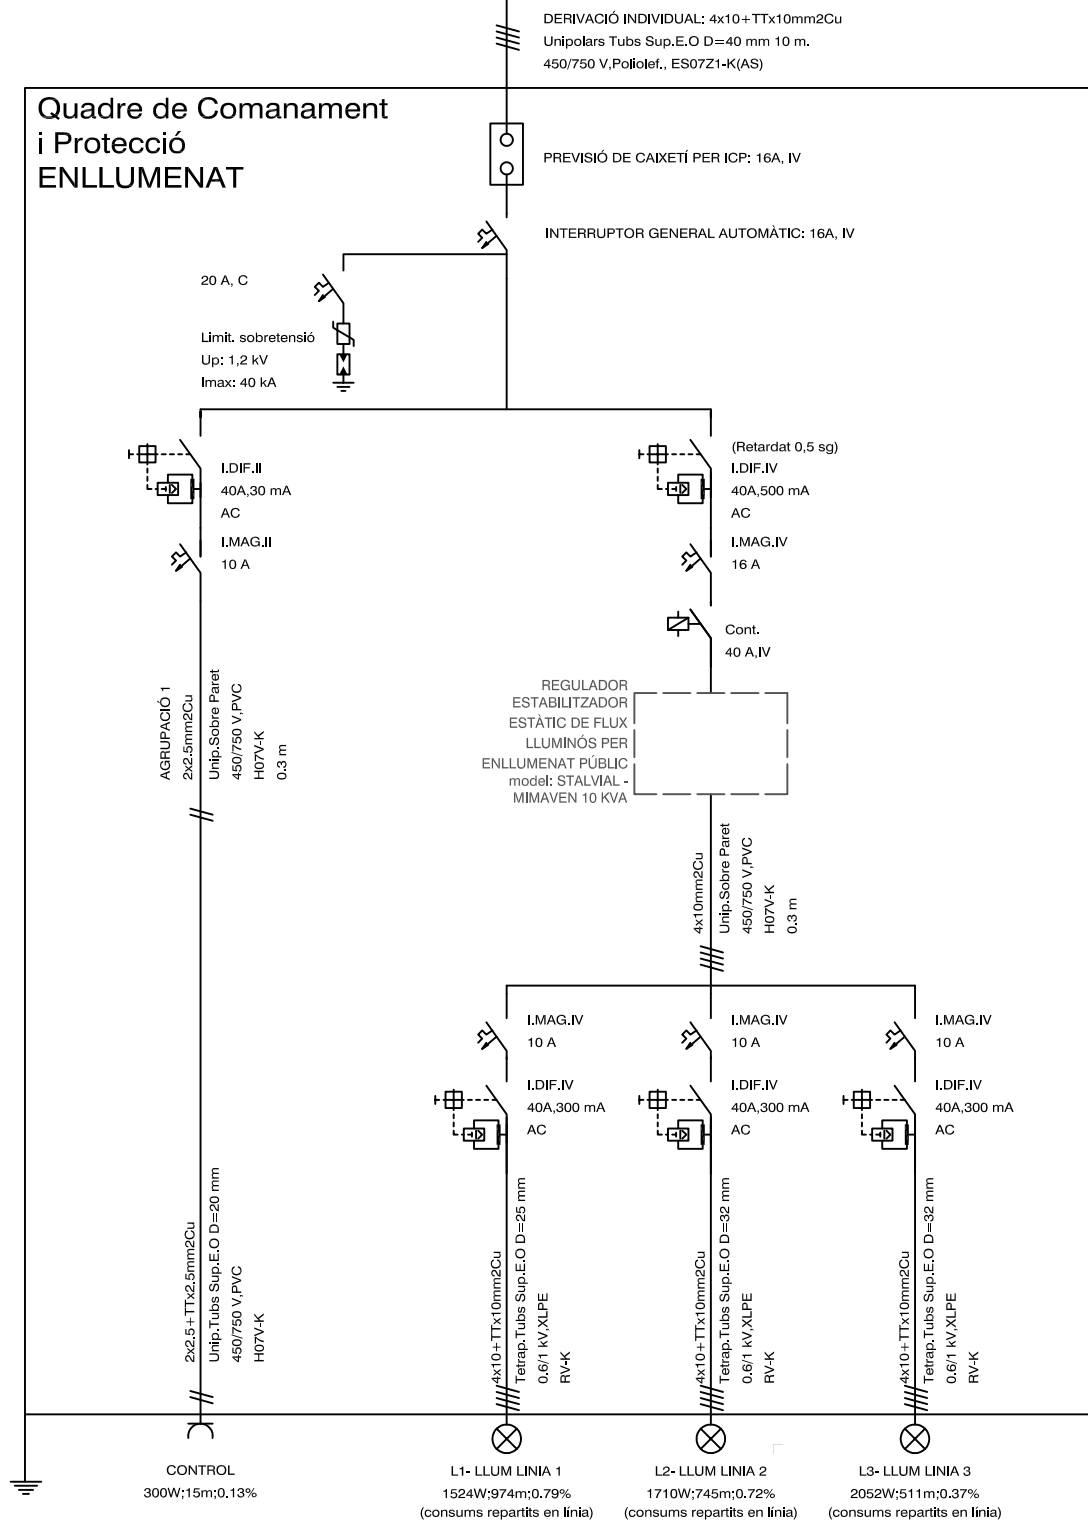 DERIVACIÓ INDIVIDUAL: 4x10+TTx10mm2Cu
Unipolars Tubs Sup.E.O D=40 mm 10 m.
450/750 V,Poliolef., ES07Z1-K(AS)
Quadre de Comanament
i Protecció
ENLLUMENAT
PREVISIÓ DE CAIXETÍ PER ICP: 16A, IV
INTERRUPTOR GENERAL AUTOMÀTIC: 16A, IV
20 A, C
Limit. sobretensió
Up: 1,2 kV
Imax: 40 kA
I.DIF.II
40A,30 mA
AC
I.MAG.II
10 A
(Retardat 0,5 sg)
I.DIF.IV
40A,500 mA
AC
I.MAG.IV
16 A
Cont.
40 A,IV
AGRUPACIÓ 1
2x2.5mm2Cu
Unip.Sobre Paret
450/750 V,PVC
H07V-K
0.3 m
REGULADOR
ESTABILITZADOR
ESTÀTIC DE FLUX
LLUMINÓS PER
ENLLUMENAT PÚBLIC
model: STALVIAL -
MIMAVEN 10 KVA
4x10mm2Cu
Unip.Sobre Paret
450/750 V,PVC
H07V-K
0.3 m
I.MAG.IV
10 A
I.DIF.IV
40A,300 mA
AC
I.MAG.IV
10 A
I.DIF.IV
40A,300 mA
AC
I.MAG.IV
10 A
I.DIF.IV
40A,300 mA
AC
2x2.5+TTx2.5mm2Cu
Unip.Tubs Sup.E.O D=20 mm
450/750 V,PVC
H07V-K
4x10+TTx10mm2Cu
Tetrap.Tubs Sup.E.O D=25 mm
0.6/1 kV,XLPE
RV-K
4x10+TTx10mm2Cu
Tetrap.Tubs Sup.E.O D=32 mm
0.6/1 kV,XLPE
RV-K
4x10+TTx10mm2Cu
Tetrap.Tubs Sup.E.O D=32 mm
0.6/1 kV,XLPE
RV-K
CONTROL
300W;15m;0.13%
L1- LLUM LINIA 1
1524W;974m;0.79%
(consums repartits en línia)
L2- LLUM LINIA 2
1710W;745m;0.72%
(consums repartits en línia)
L3- LLUM LINIA 3
2052W;511m;0.37%
(consums repartits en línia)